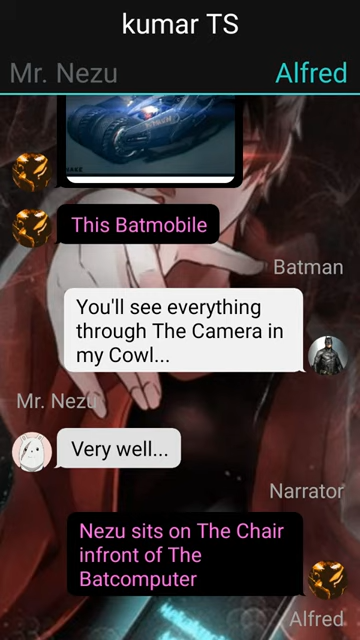 kumar TS
Mr. Nezu
Alfred
This Batmobile
Batman
You'll see everything
through The Camera in
my Cowl...
Mr. Nezu
Very well...
Narrator
Nezu sits on The Chair
infront of The
Batcomputer
Alfred